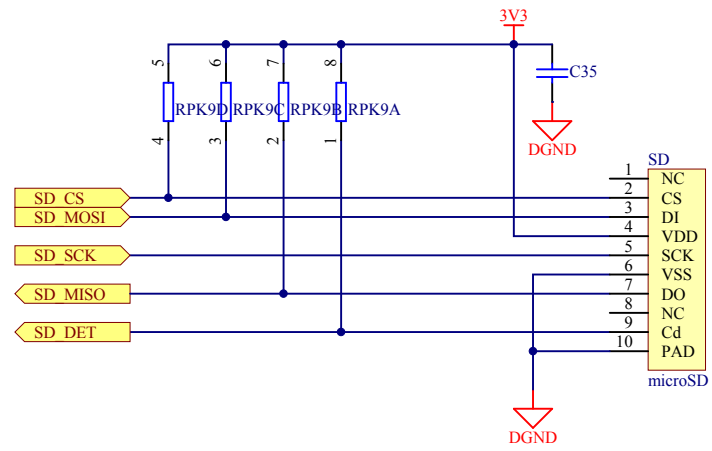 3V3
5
6
7
8
C35
RPK9D
RPK9C
RPK9B
RPK9A
4
3
2
1
DGND
SD
1 NC
SD_CS
2 CS
SD_MOSI
3 DI
4 VDD
SD_SCK
5 SCK
6 VSS
SD_MISO
7 DO
8 NC
SD_DET
9 Cd
10 PAD
microSD
DGND